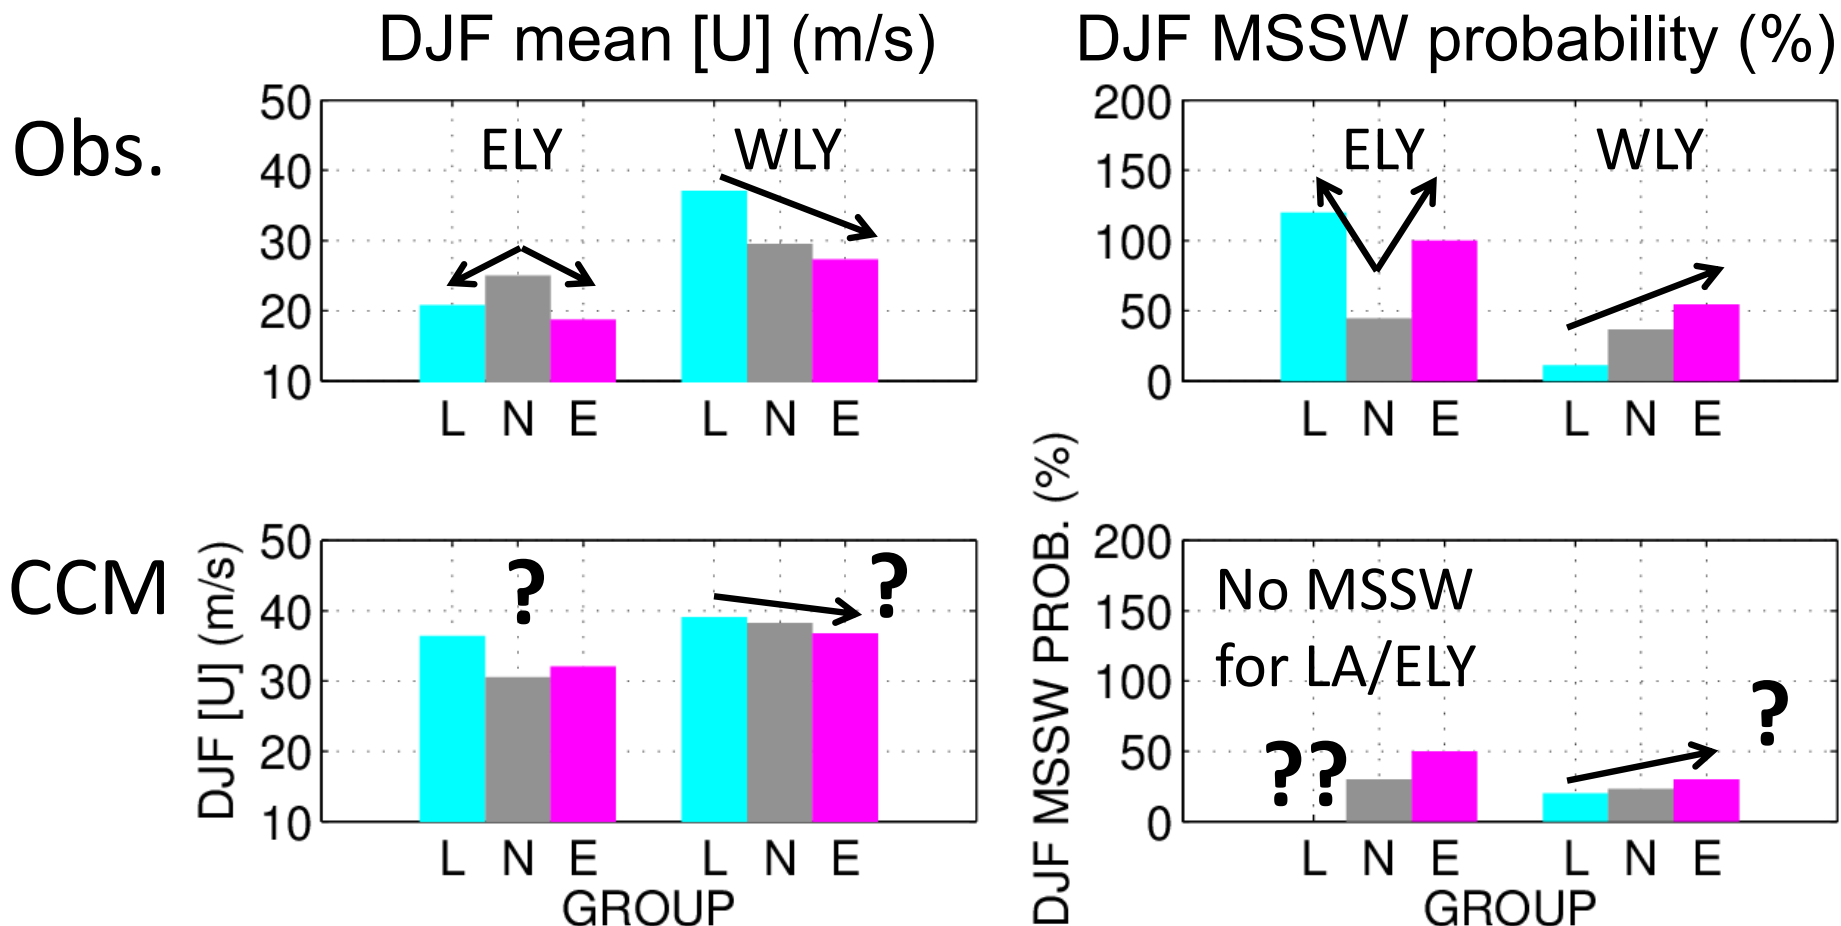 DJF mean [U] (m/s)
DJF MSSW probability (%)
Obs.
50
40
30
20
10
ELY
WLY
L N E
L N E
200
150
100
50
0
ELY
WLY
L N E
L N E
CCM
DJF [U] (m/s)
50
40
30
20
10
?
?
L N E
L N E
GROUP
DJF MSSW PROB. (%)
200
150
100
50
0
No MSSW
for LA/ELY
??
?
L N E
L N E
GROUP